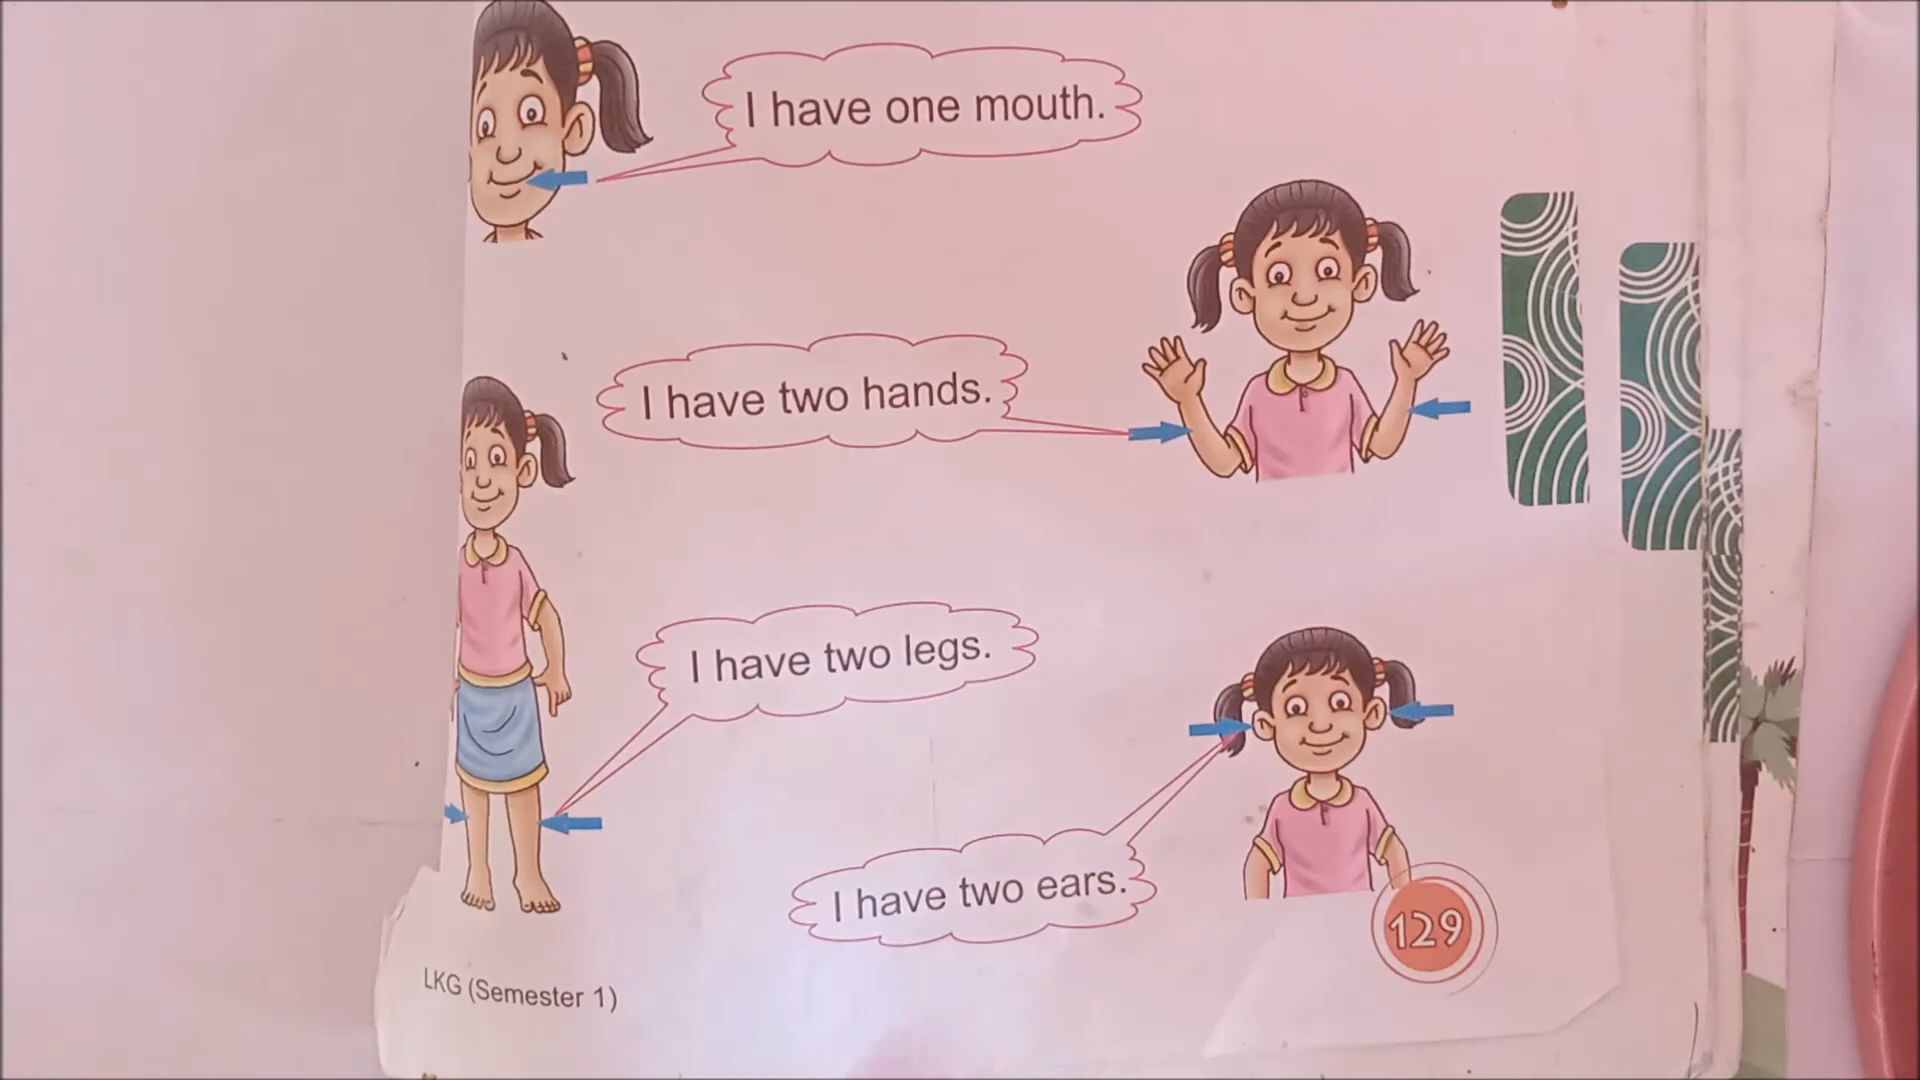 I have one mouth.
I have two hands.
I have two legs.
I have two ears.
129
LKG (Semester 1)